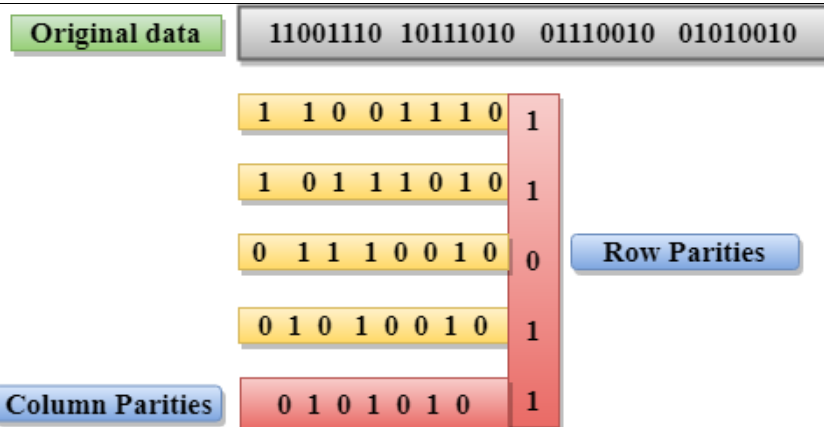 Original data 11001110 10111010 01110010 01010010
1 1 0 0 1 1 1 0 1
1 0 1 1 1 0 1 0 1
0 1 1 1 0 0 1 0 0 Row Parities
0 1 0 1 0 0 1 0 1
Column Parities 0 1 0 1 0 1 0 1